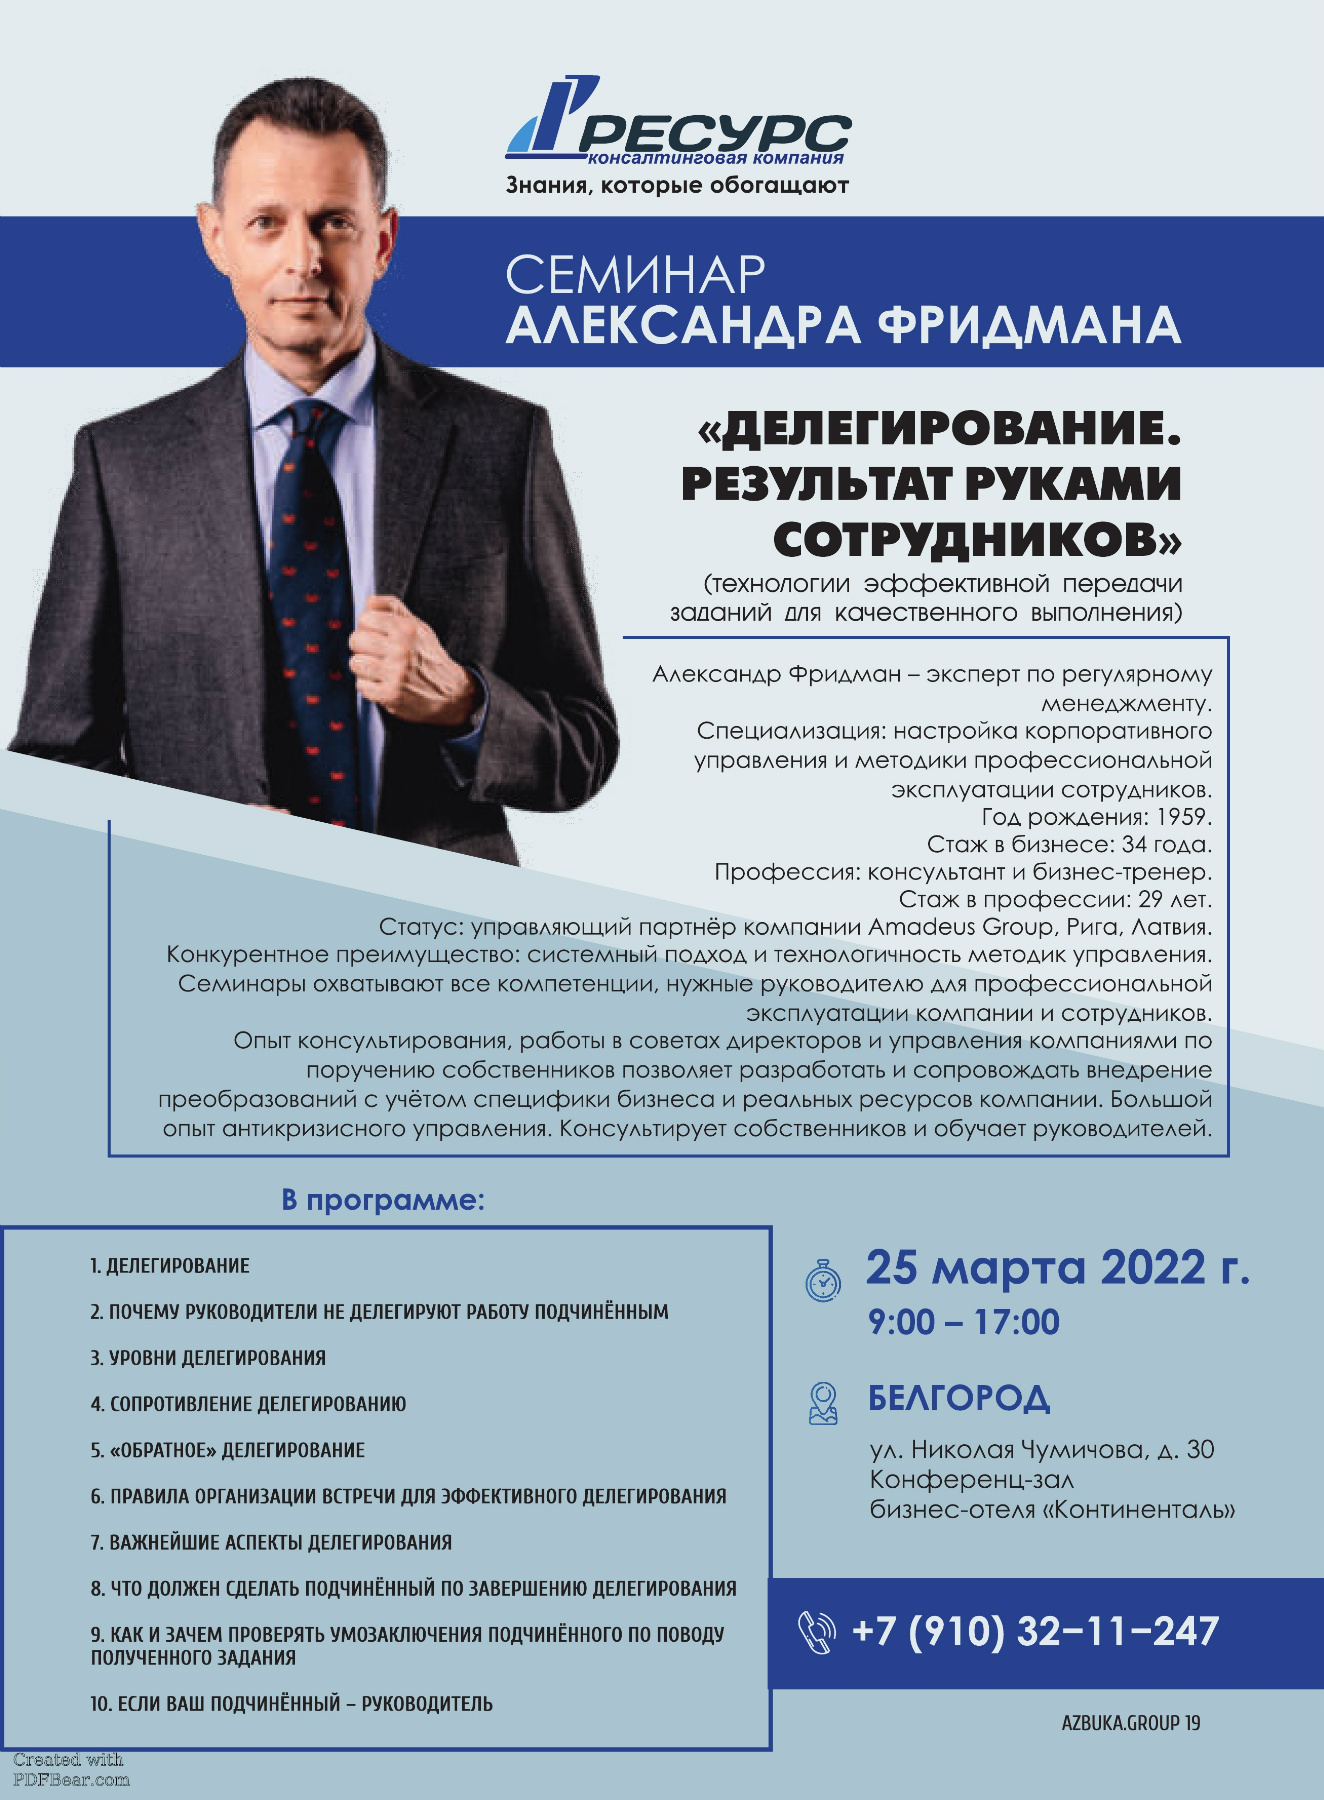 РЕСУРС
консалтинговая компания
Знания, которые обогащают
СЕМИНАР
АЛЕКСАНДРА ФРИДМАНА
«ДЕЛЕГИРОВАНИЕ.
РЕЗУЛЬТАТ РУКАМИ
СОТРУДНИКОВ»
(технологии эффективной передачи
заданий для качественного выполнения)
Александр Фридман – эксперт по регулярному
менеджменту.
Специализация: настройка корпоративного
управления и методики профессиональной
эксплуатации сотрудников.
Год рождения: 1959.
Стаж в бизнесе: 34 года.
Профессия: консультант и бизнес-тренер.
Стаж в профессии: 29 лет.
Статус: управляющий партнёр компании Amadeus Group, Рига, Латвия.
Конкурентное преимущество: системный подход и технологичность методик управления.
Семинары охватывают все компетенции, нужные руководителю для профессиональной
эксплуатации компании и сотрудников.
Опыт консультирования, работы в советах директоров и управления компаниями по
поручению собственников позволяет разработать и сопровождать внедрение
преобразований с учётом специфики бизнеса и реальных ресурсов компании. Большой
опыт антикризисного управления. Консультирует собственников и обучает руководителей.
В программе:
1. ДЕЛЕГИРОВАНИЕ
2. ПОЧЕМУ РУКОВОДИТЕЛИ НЕ ДЕЛЕГИРУЮТ РАБОТУ ПОДЧИНЁННЫМ
3. УРОВНИ ДЕЛЕГИРОВАНИЯ
4. СОПРОТИВЛЕНИЕ ДЕЛЕГИРОВАНИЮ
5. «ОБРАТНОЕ» ДЕЛЕГИРОВАНИЕ
6. ПРАВИЛА ОРГАНИЗАЦИИ ВСТРЕЧИ ДЛЯ ЭФФЕКТИВНОГО ДЕЛЕГИРОВАНИЯ
7. ВАЖНЕЙШИЕ АСПЕКТЫ ДЕЛЕГИРОВАНИЯ
8. ЧТО ДОЛЖЕН СДЕЛАТЬ ПОДЧИНЁННЫЙ ПО ЗАВЕРШЕНИЮ ДЕЛЕГИРОВАНИЯ
9. КАК И ЗАЧЕМ ПРОВЕРЯТЬ УМОЗАКЛЮЧЕНИЯ ПОДЧИНЁННОГО ПО ПОВОДУ
ПОЛУЧЕННОГО ЗАДАНИЯ
10. ЕСЛИ ВАШ ПОДЧИНЁННЫЙ – РУКОВОДИТЕЛЬ
25 марта 2022 г.
9:00 – 17:00
БЕЛГОРОД
ул. Николая Чумичова, д. 30
Конференц-зал
бизнес-отеля «Континенталь»
+7 (910) 32–11–247
AZBUKA.GROUP 19
Created with
PDFBear.com